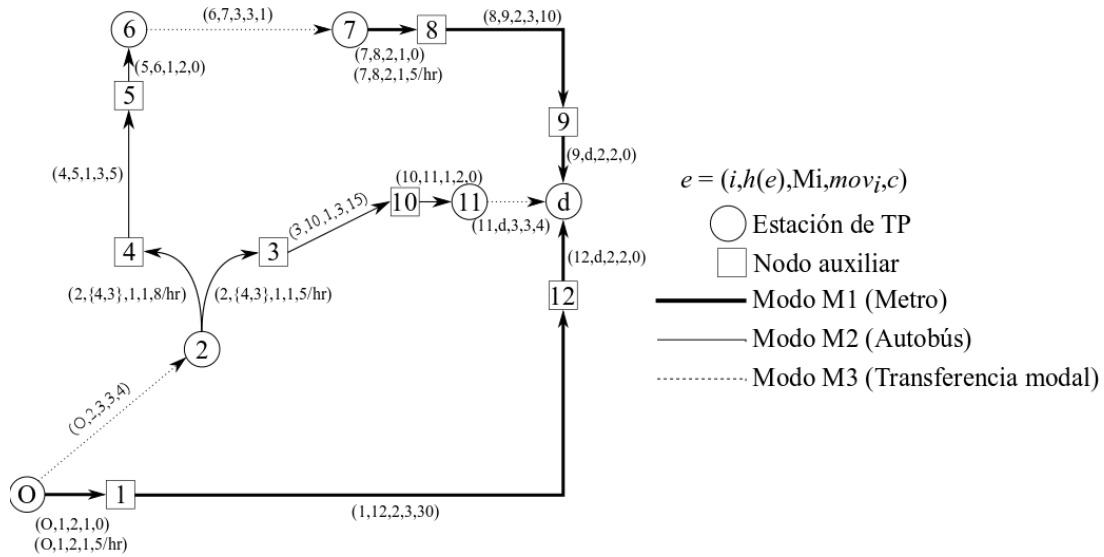 (6,7,3,3,1)
6
7
8
(8,9,2,3,10)
(7,8,2,1,0)
(7,8,2,1,5/hr)
(5,6,1,2,0)
5
9
(4,5,1,3,5)
(9,d,2,2,0)
(10,11,1,2,0)
10
11
d
(11,d,3,3,4)
(3,10,1,3,15)
e = (i,h(e),Mi,mov_i,c)
Estación de TP
Nodo auxiliar
Modo M1 (Metro)
Modo M2 (Autobús)
Modo M3 (Transferencia modal)
4
3
(12,d,2,2,0)
(2,{4,3},1,1,8/hr)
(2,{4,3},1,1,5/hr)
12
2
(O,2,3,3,4)
O
1
(1,12,2,3,30)
(O,1,2,1,0)
(O,1,2,1,5/hr)